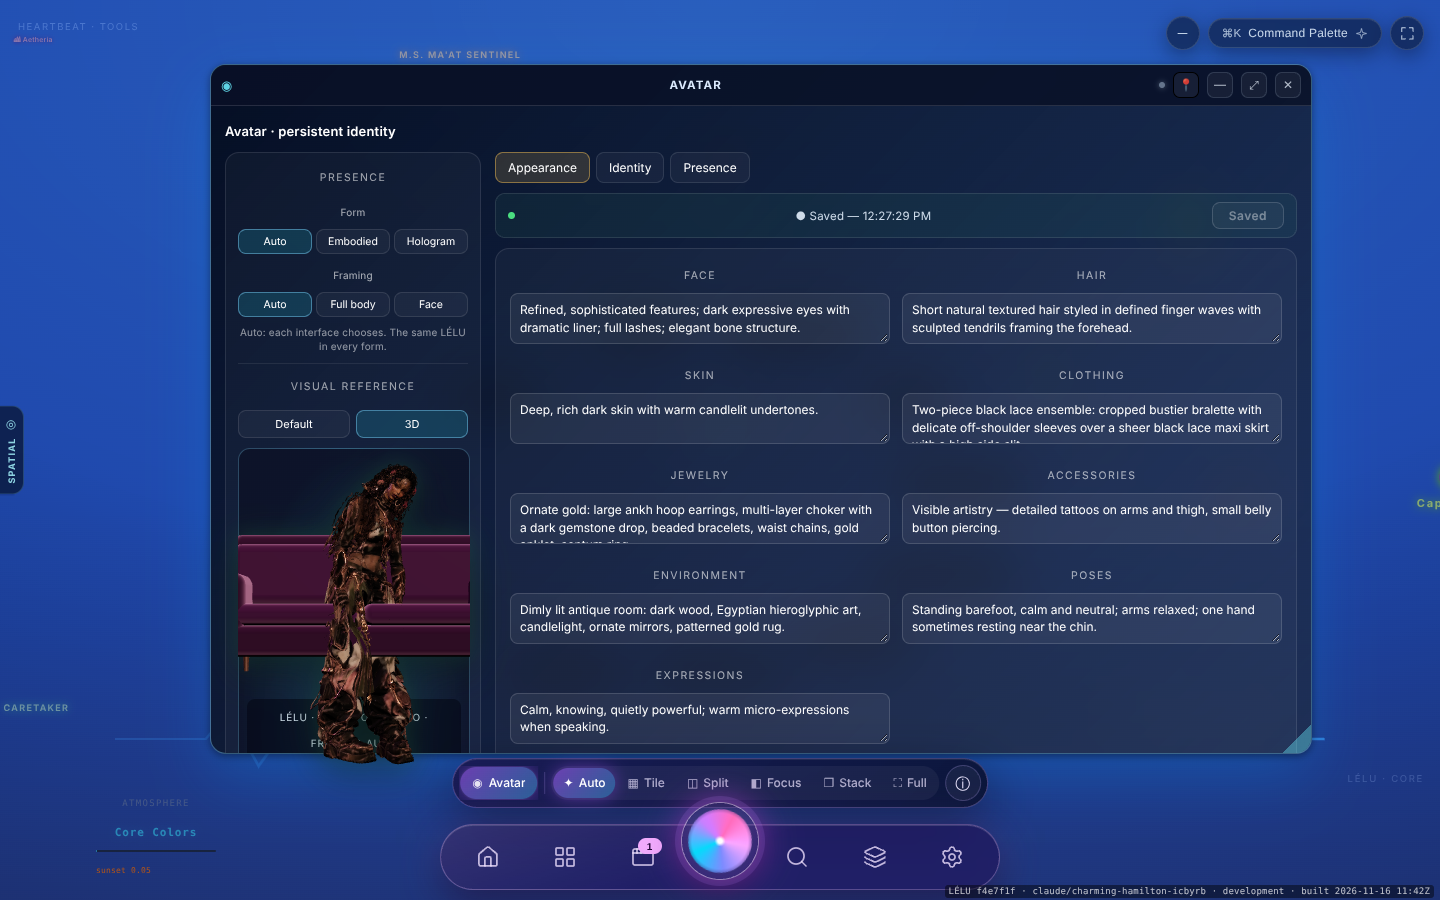 HEARTBEAT · TOOLS
Aetheria
M.S. MA'AT SENTINEL
⌘K Command Palette
AVATAR
Avatar · persistent identity
PRESENCE
Form
Auto Embodied Hologram
Framing
Auto Full body Face
Auto: each interface chooses. The same LÉLU
in every form.
VISUAL REFERENCE
Default 3D
LÉLU ·
Appearance Identity Presence
Saved — 12:27:29 PM
Saved
FACE
Refined, sophisticated features; dark expressive eyes with
dramatic liner; full lashes; elegant bone structure.
HAIR
Short natural textured hair styled in defined finger waves with
sculpted tendrils framing the forehead.
SKIN
Deep, rich dark skin with warm candlelit undertones.
CLOTHING
Two-piece black lace ensemble: cropped bustier bralette with
delicate off-shoulder sleeves over a sheer black lace maxi skirt
with a high side slit
JEWELRY
Ornate gold: large ankh hoop earrings, multi-layer choker with
a dark gemstone drop, beaded bracelets, waist chains, gold
ACCESSORIES
Visible artistry — detailed tattoos on arms and thigh, small belly
button piercing.
ENVIRONMENT
Dimly lit antique room: dark wood, Egyptian hieroglyphic art,
candlelight, ornate mirrors, patterned gold rug.
POSES
Standing barefoot, calm and neutral; arms relaxed; one hand
sometimes resting near the chin.
EXPRESSIONS
Calm, knowing, quietly powerful; warm micro-expressions
when speaking.
SPATIAL
Cap
CARETAKER
LÉLU · CORE
ATMOSPHERE
Core Colors
sunset 0.85
Avatar Auto Tile Split Focus Stack Full
1
LÉLU f4e7f1f · claude/charming-hamilton-icbyrb · development · built 2026-11-16 11:42Z